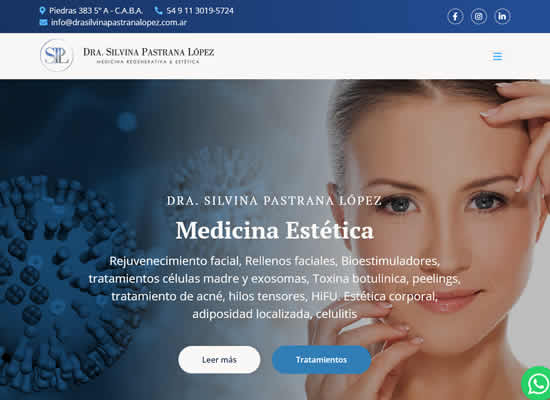 Piedras 383 5° A - C.A.B.A. 54 9 11 3019-5724
info@drasilvinapastranalopez.com.ar
SPL DRA. SILVINA PASTRANA LÓPEZ
MEDICINA REGENERATIVA & ESTÉTICA
DRA. SILVINA PASTRANA LÓPEZ
Medicina Estética
Rejuvenecimiento facial, Rellenos faciales, Bioestimuladores,
tratamientos células madre y exosomas, Toxina botulinica, peelings,
tratamiento de acné, hilos tensores, HiFU. Estética corporal,
adiposidad localizada, celulitis
Leer más Tratamientos